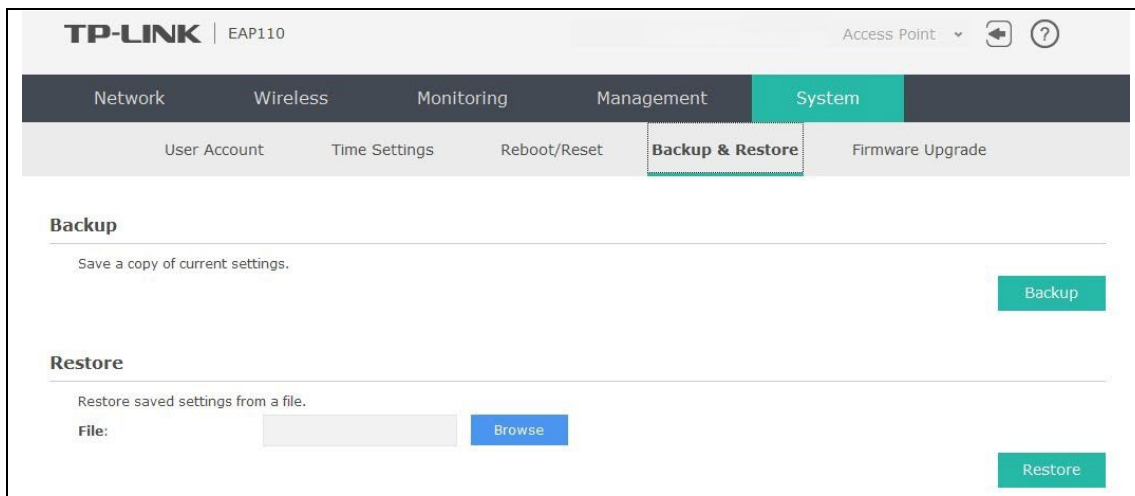 TP-LINK | EAP110 Access Point ?
Network Wireless Monitoring Management System
User Account Time Settings Reboot/Reset Backup & Restore Firmware Upgrade
Backup
Save a copy of current settings.
Backup
Restore
Restore saved settings from a file.
File: Browse
Restore